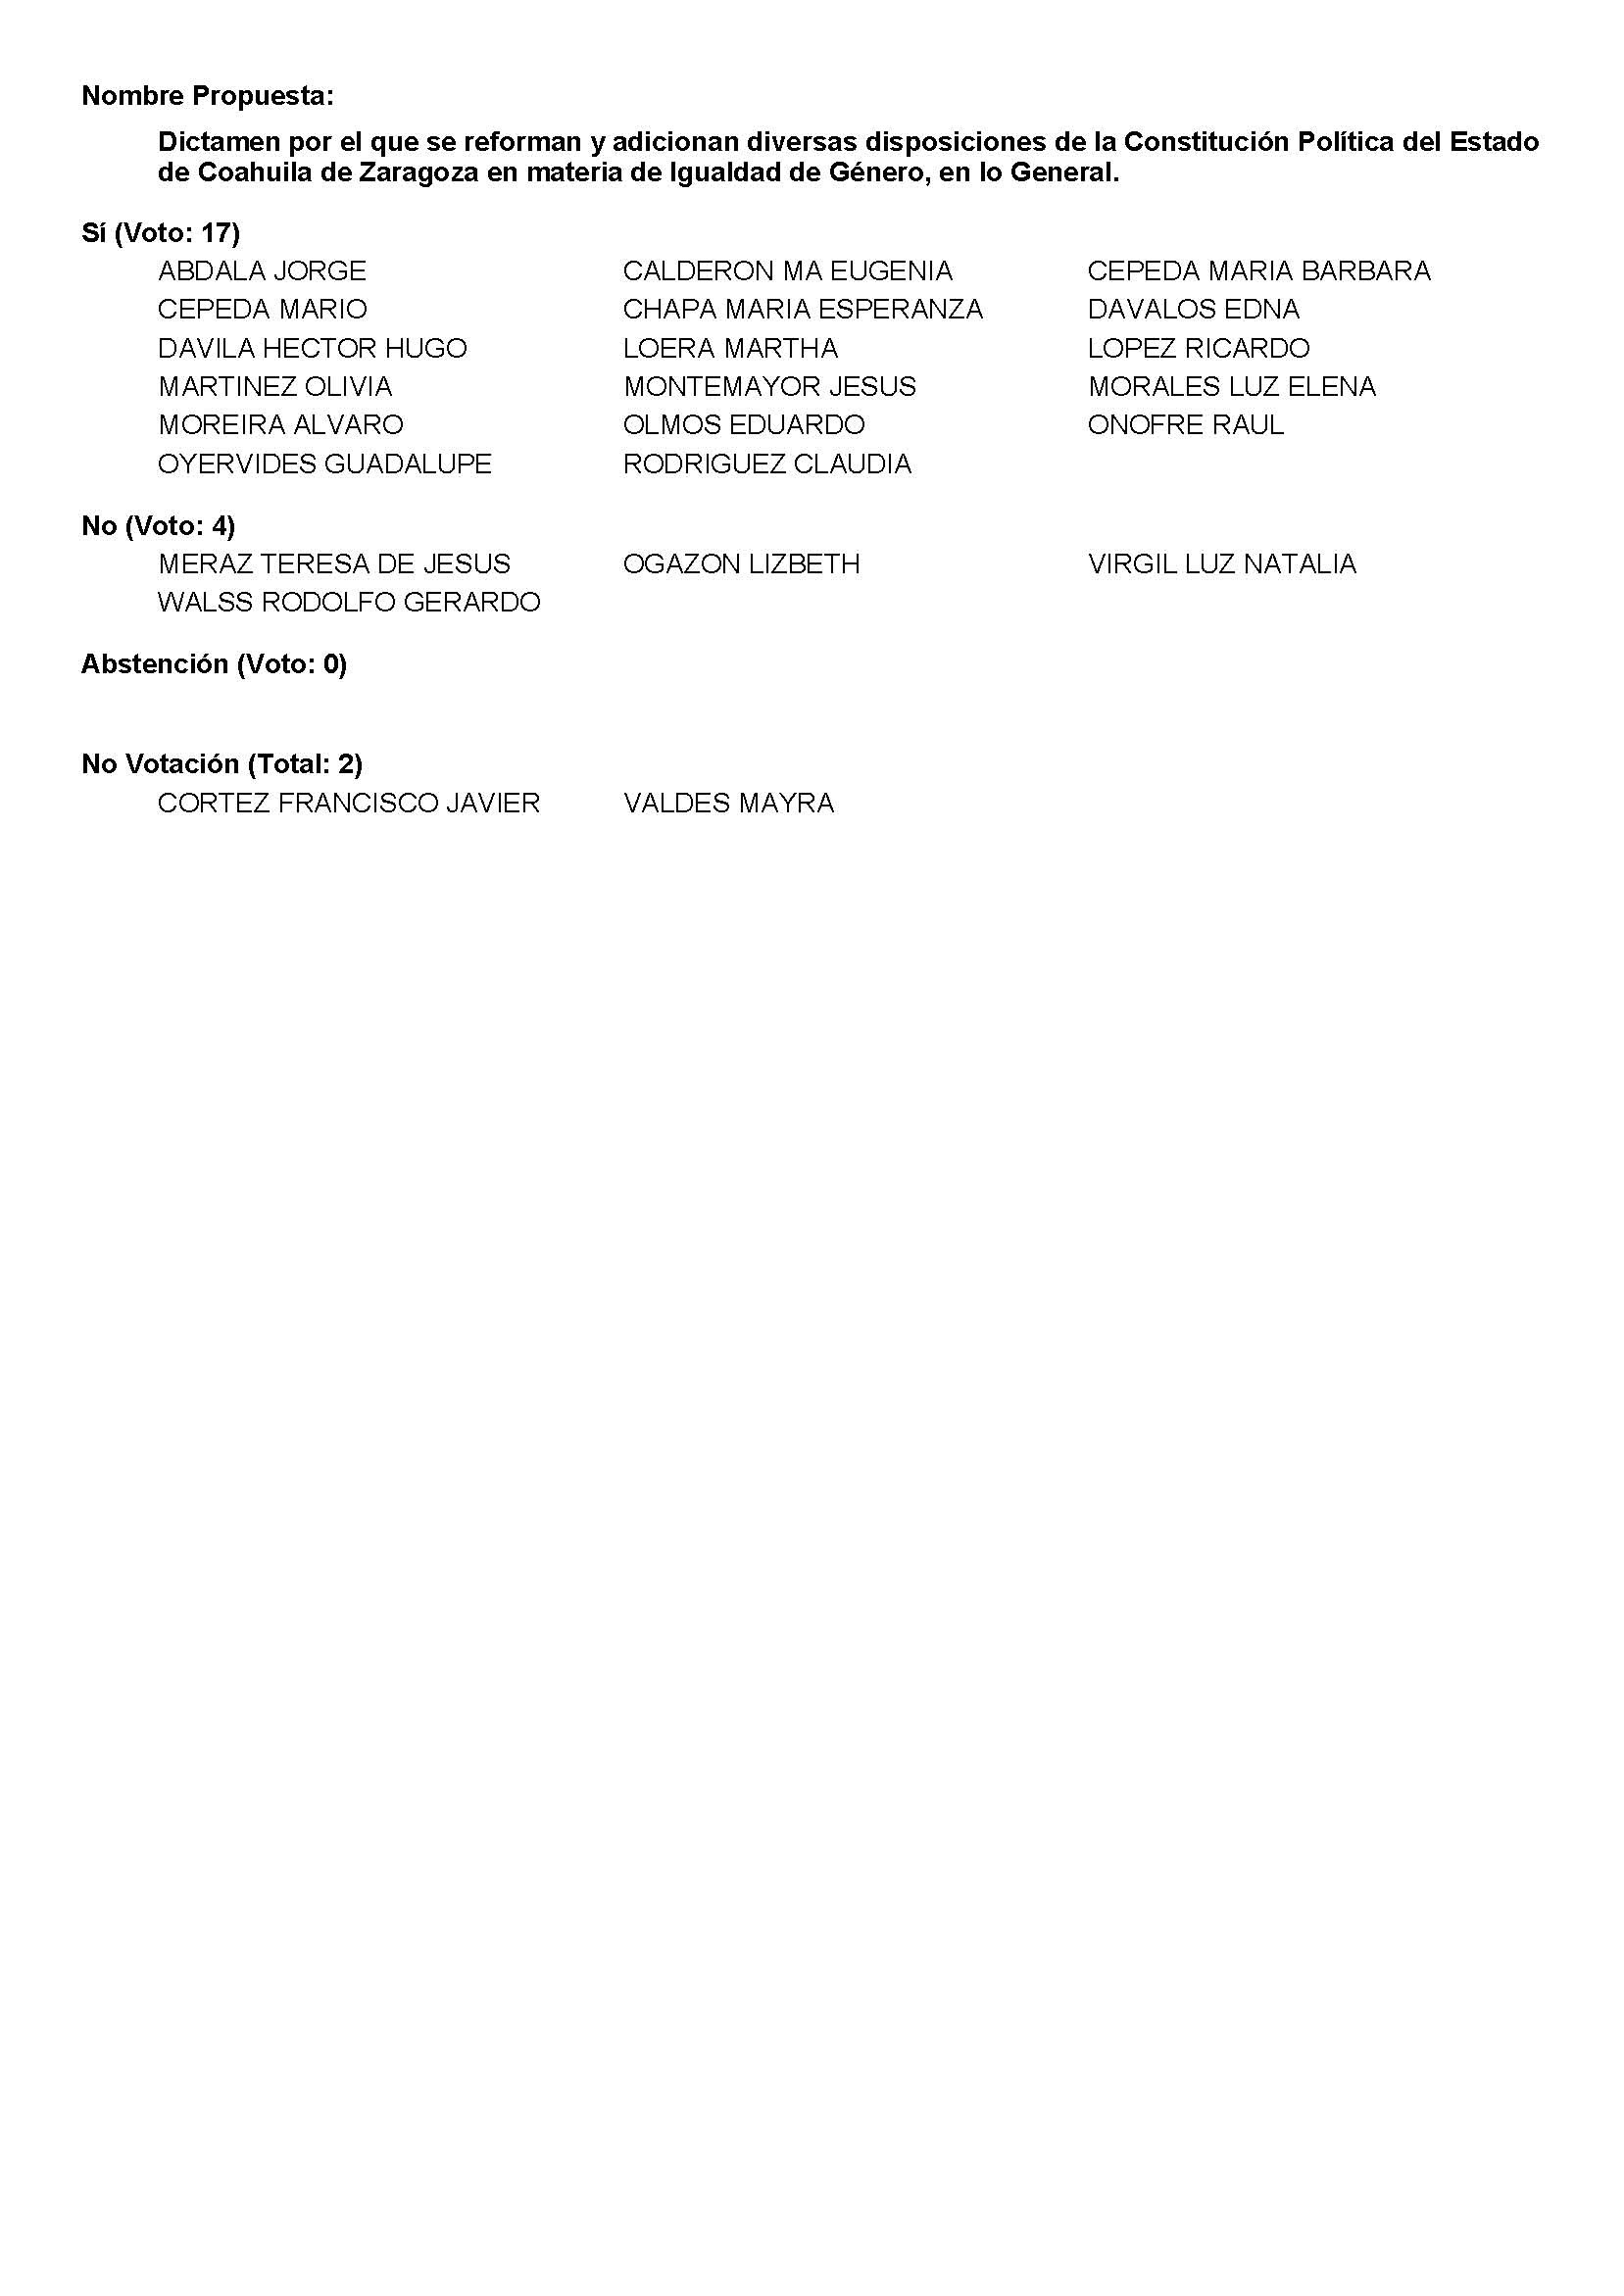 Nombre Propuesta:
Dictamen por el que se reforman y adicionan diversas disposiciones de la Constitución Política del Estado
de Coahuila de Zaragoza en materia de Igualdad de Género, en lo General.
Sí (Voto: 17)
ABDALA JORGE CALDERON MA EUGENIA CEPEDA MARIA BARBARA
CEPEDA MARIO CHAPA MARIA ESPERANZA DAVALOS EDNA
DAVILA HECTOR HUGO LOERA MARTHA LOPEZ RICARDO
MARTINEZ OLIVIA MONTEMAYOR JESUS MORALES LUZ ELENA
MOREIRA ALVARO OLMOS EDUARDO ONOFRE RAUL
OYERVIDES GUADALUPE RODRIGUEZ CLAUDIA
No (Voto: 4)
MERAZ TERESA DE JESUS OGAZON LIZBETH VIRGIL LUZ NATALIA
WALSS RODOLFO GERARDO
Abstención (Voto: 0)
No Votación (Total: 2)
CORTEZ FRANCISCO JAVIER VALDES MAYRA